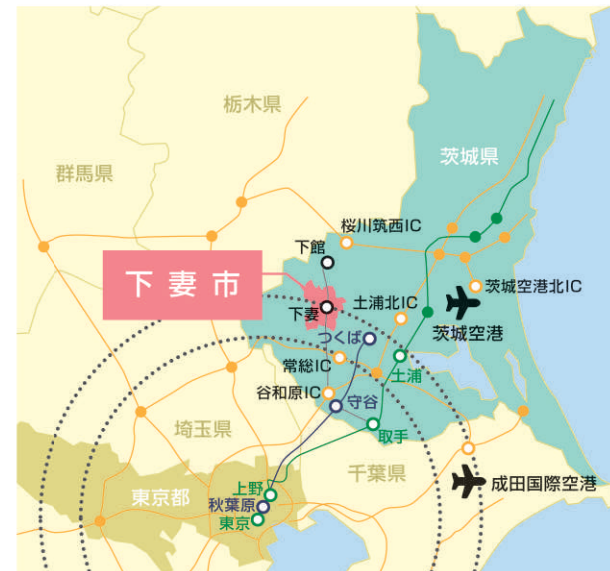 栃木県
茨城県
群馬県
桜川筑西IC
下館
下妻市
茨城空港北IC
下妻
土浦北IC
茨城空港
つくば
常総IC
土浦
谷和原IC
守谷
取手
埼玉県
千葉県
成田国際空港
上野
東京都
秋葉原
東京